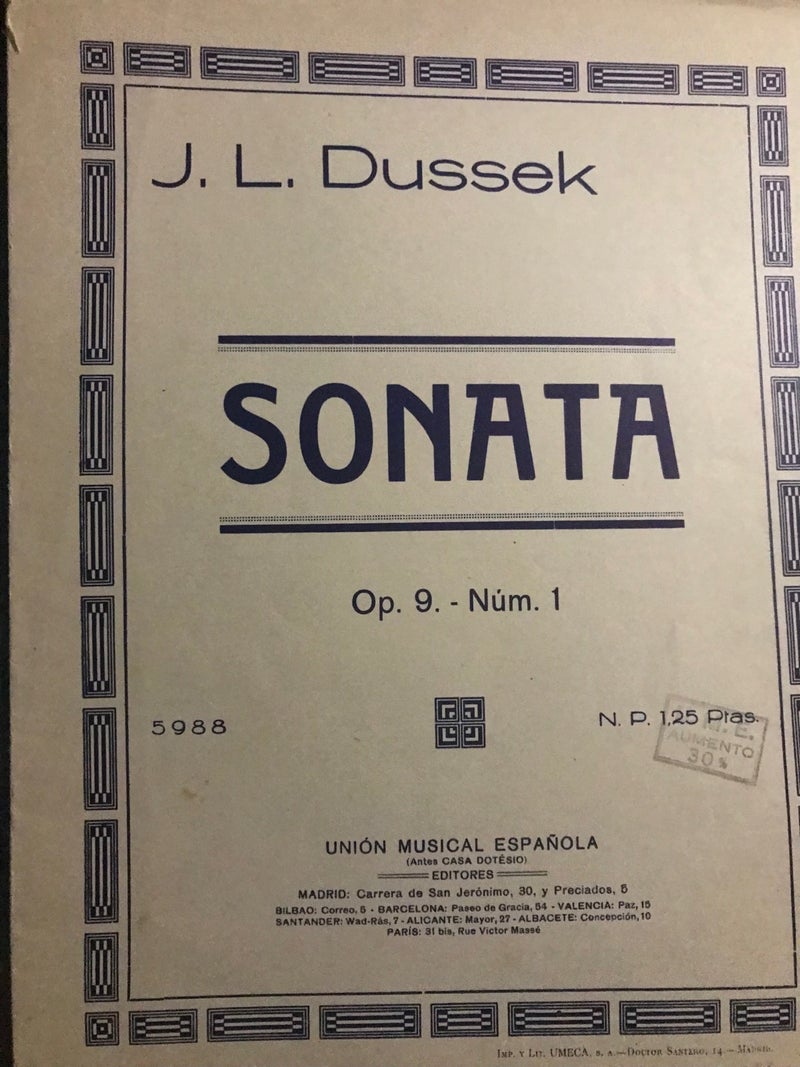 J. L. Dussek
SONATA
Op. 9. - Núm. 1
5988
N. P. 1,25 Ptas.
AUMENTO
30 %
UNIÓN MUSICAL ESPAÑOLA
(Antes CASA DOTÉSIO)
EDITORES
MADRID: Carrera de San Jerónimo, 30, y Preciados, 5
BILBAO: Correo, 5 - BARCELONA: Paseo de Gracia, 54 - VALENCIA: Paz, 15
SANTANDER: Wad-Rás, 7 - ALICANTE: Mayor, 27 - ALBACETE: Concepción, 10
PARÍS: 31 bis, Rue Victor Massé
IMP. Y LIT. UMECA, S. A.—DOCTOR SANTERO, 14 — MADRID.